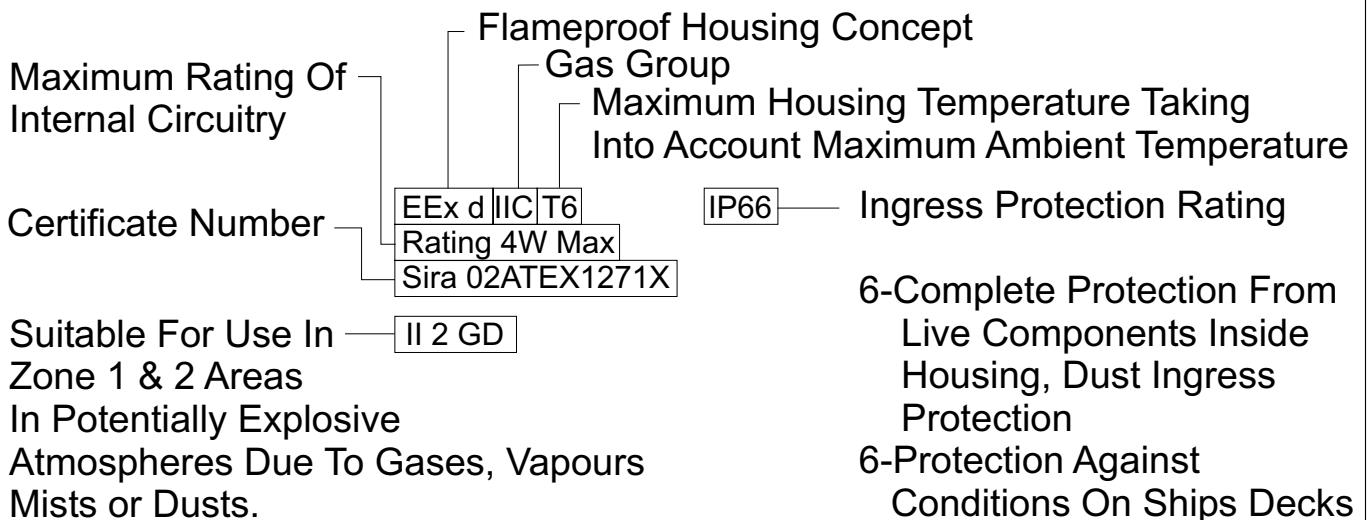 Flameproof Housing Concept
Gas Group
Maximum Housing Temperature Taking
Into Account Maximum Ambient Temperature
Maximum Rating Of
Internal Circuitry
EEx d IIC T6
IP66
Ingress Protection Rating
Certificate Number
Rating 4W Max
Sira 02ATEX1271X
Suitable For Use In
II 2 GD
Zone 1 & 2 Areas
In Potentially Explosive
Atmospheres Due To Gases, Vapours
Mists or Dusts.
6-Complete Protection From
Live Components Inside
Housing, Dust Ingress
Protection
6-Protection Against
Conditions On Ships Decks